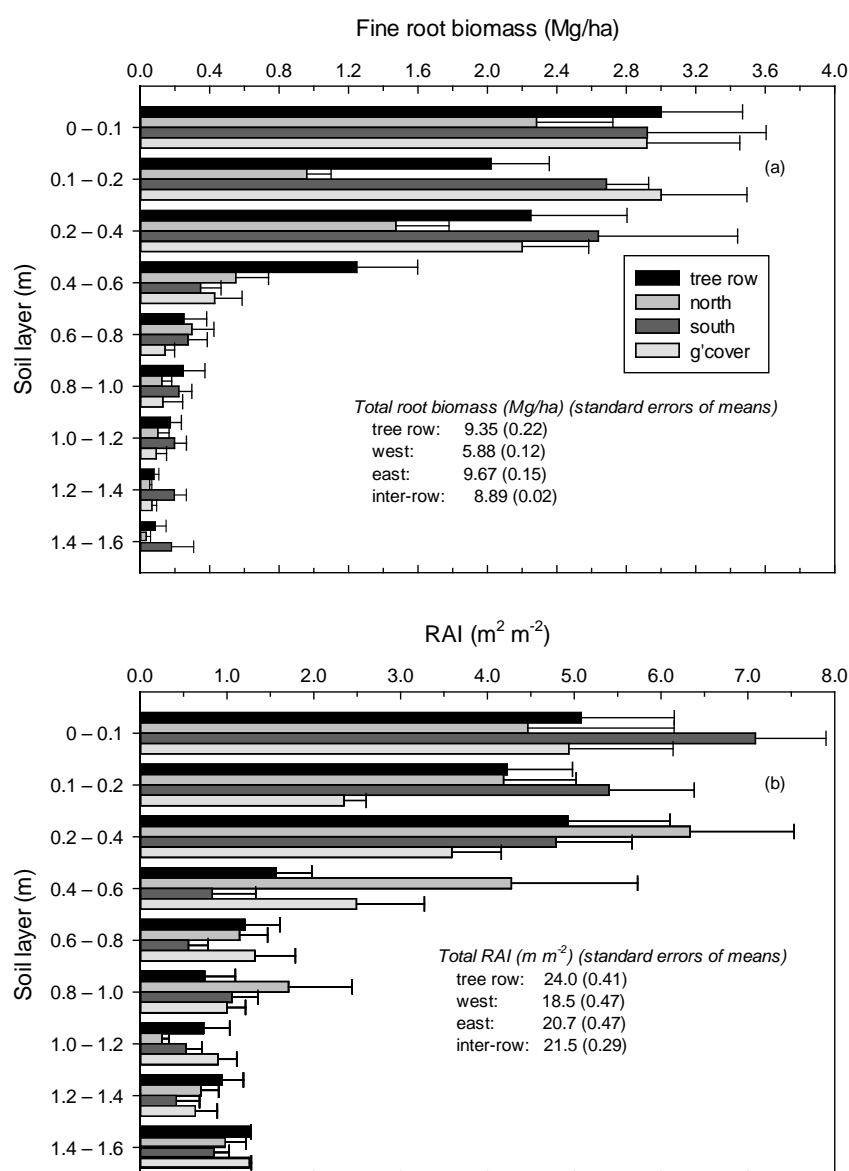 Fine root biomass (Mg/ha)
0.0 0.4 0.8 1.2 1.6 2.0 2.4 2.8 3.2 3.6 4.0
Soil layer (m)
0 – 0.1
0.1 – 0.2
0.2 – 0.4
0.4 – 0.6
0.6 – 0.8
0.8 – 1.0
1.0 – 1.2
1.2 – 1.4
1.4 – 1.6
(a)
tree row
north
south
g'cover
Total root biomass (Mg/ha) (standard errors of means)
tree row: 9.35 (0.22)
west: 5.88 (0.12)
east: 9.67 (0.15)
inter-row: 8.89 (0.02)
RAI (m² m⁻²)
0.0 1.0 2.0 3.0 4.0 5.0 6.0 7.0 8.0
Soil layer (m)
0 – 0.1
0.1 – 0.2
0.2 – 0.4
0.4 – 0.6
0.6 – 0.8
0.8 – 1.0
1.0 – 1.2
1.2 – 1.4
1.4 – 1.6
(b)
Total RAI (m m⁻²) (standard errors of means)
tree row: 24.0 (0.41)
west: 18.5 (0.47)
east: 20.7 (0.47)
inter-row: 21.5 (0.29)